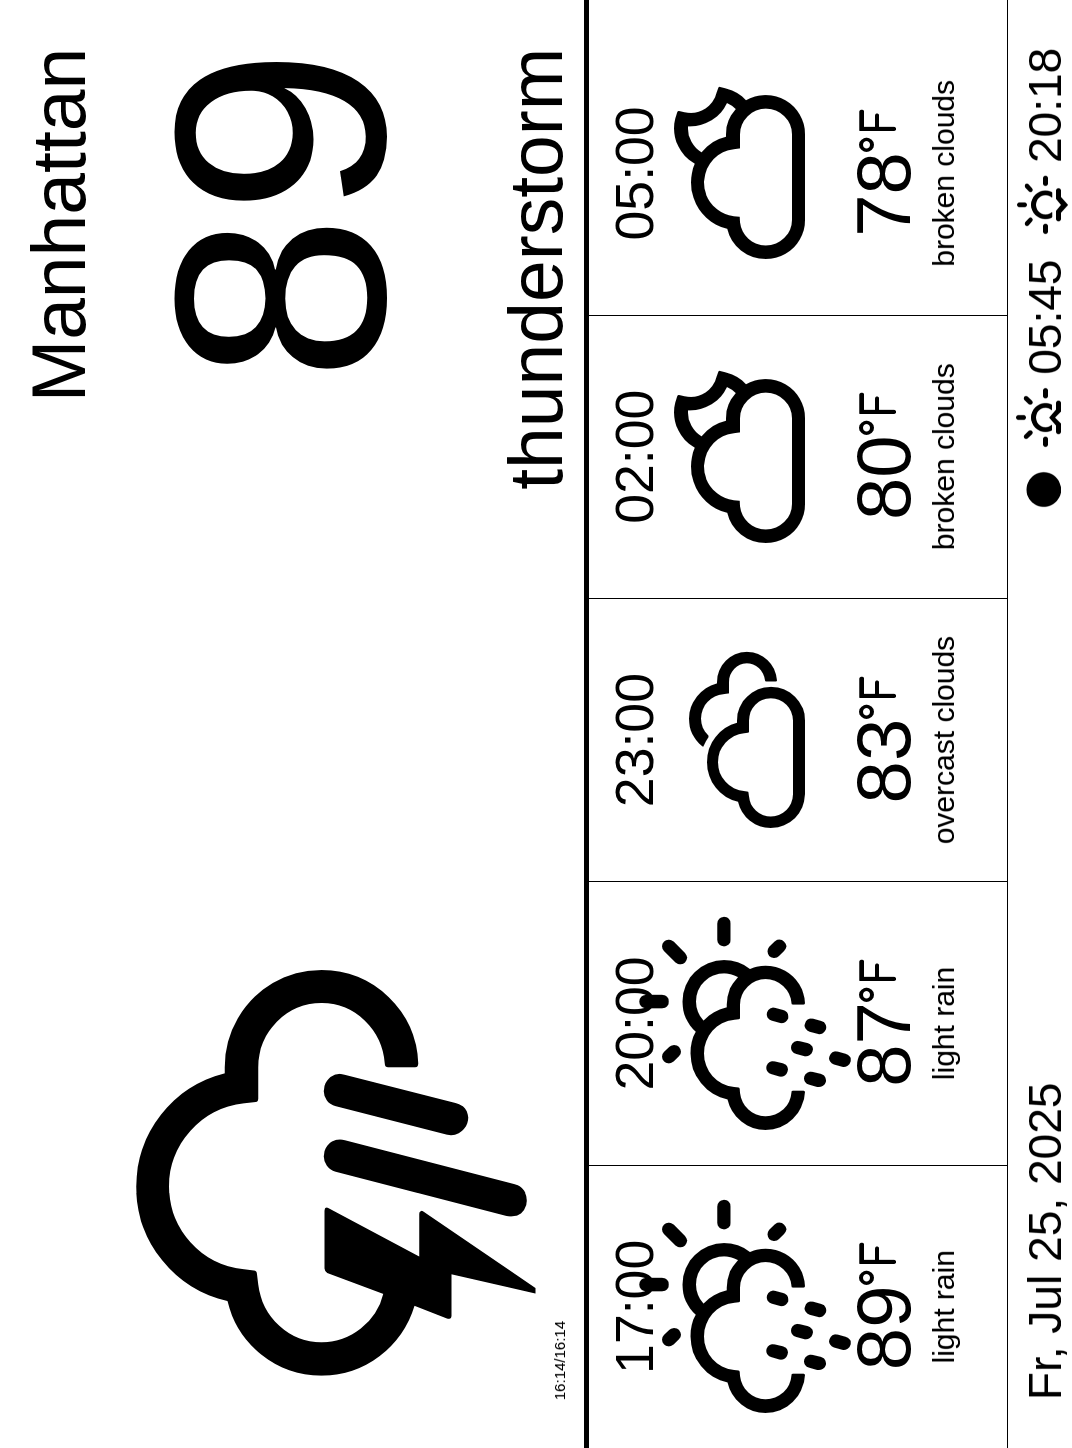 Manhattan
89
thunderstorm
16:14/16:14
17:00
89°F
light rain
20:00
87°F
light rain
23:00
83°F
overcast clouds
02:00
80°F
broken clouds
05:00
78°F
broken clouds
Fr, Jul 25, 2025
05:45 20:18